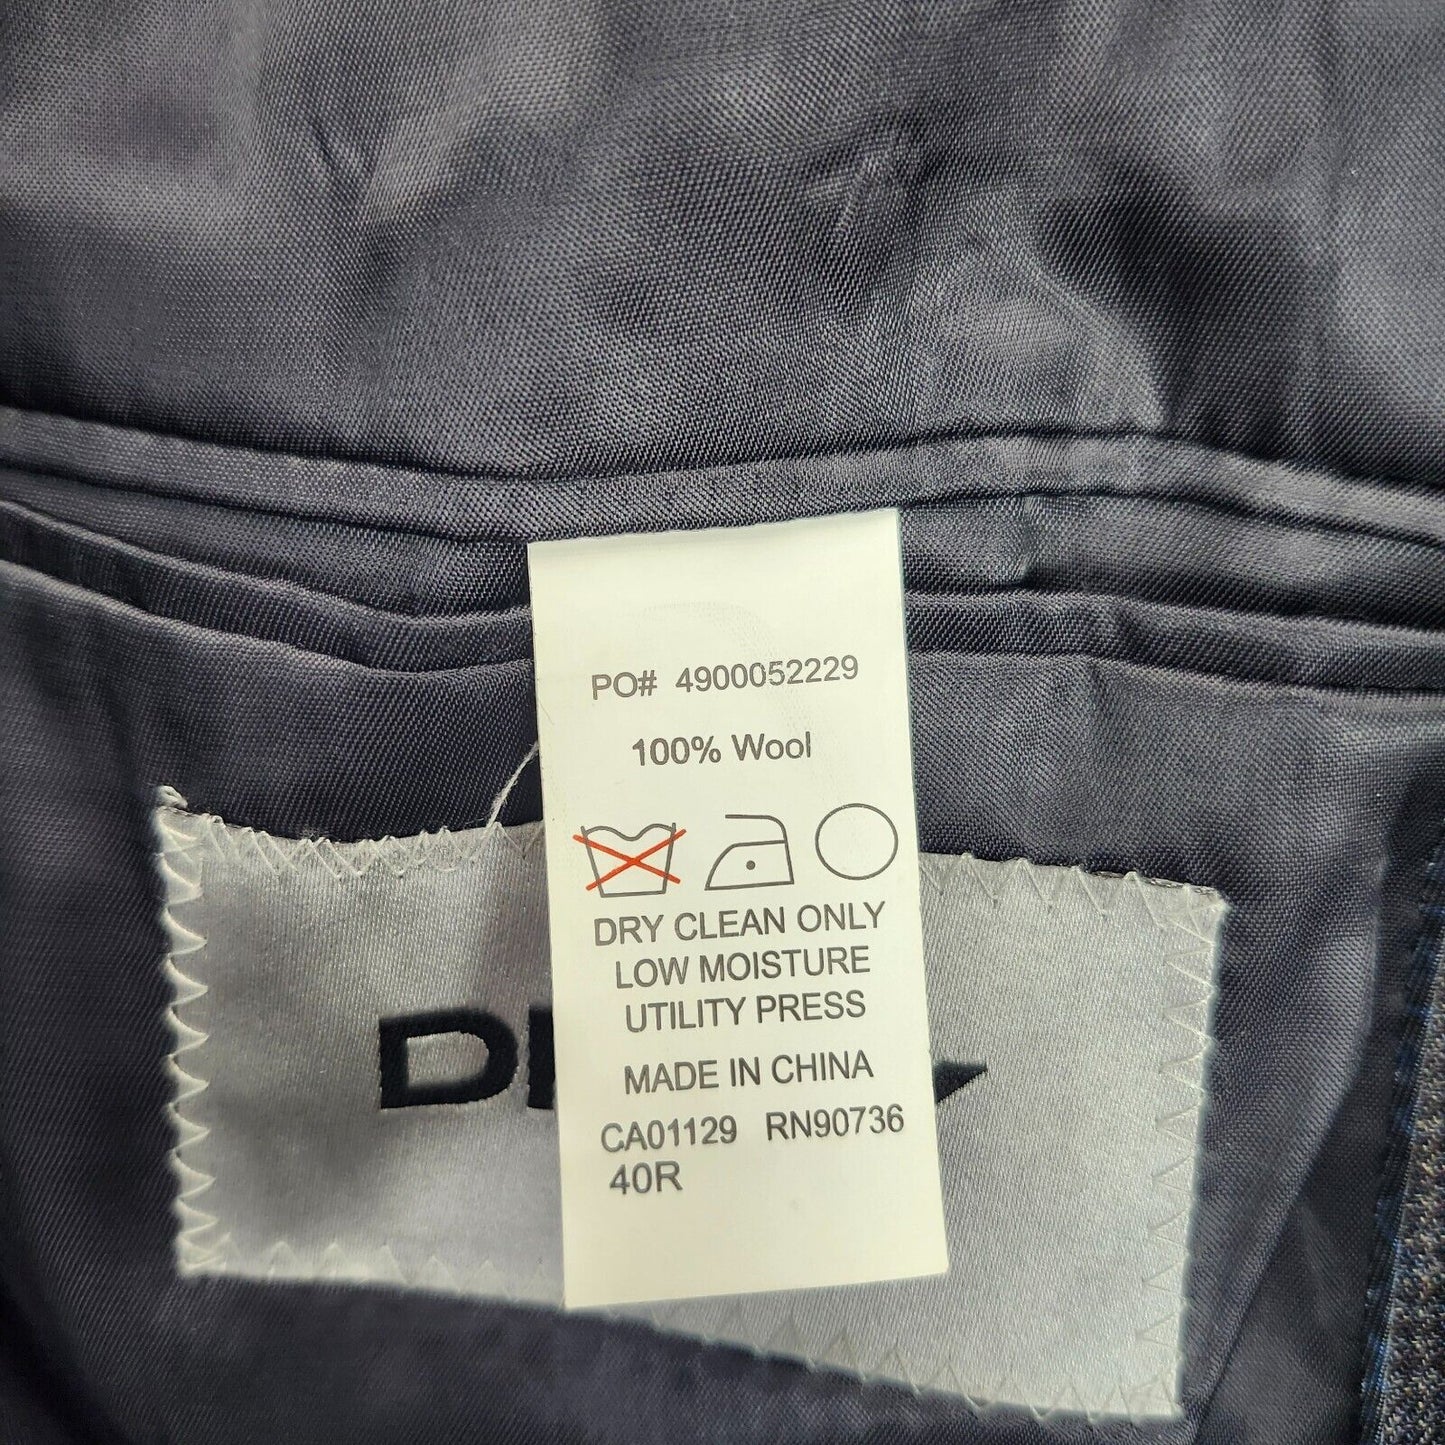 PO# 4900052229
100% Wool
DRY CLEAN ONLY
LOW MOISTURE
UTILITY PRESS
MADE IN CHINA
CA01129 RN90736
40R